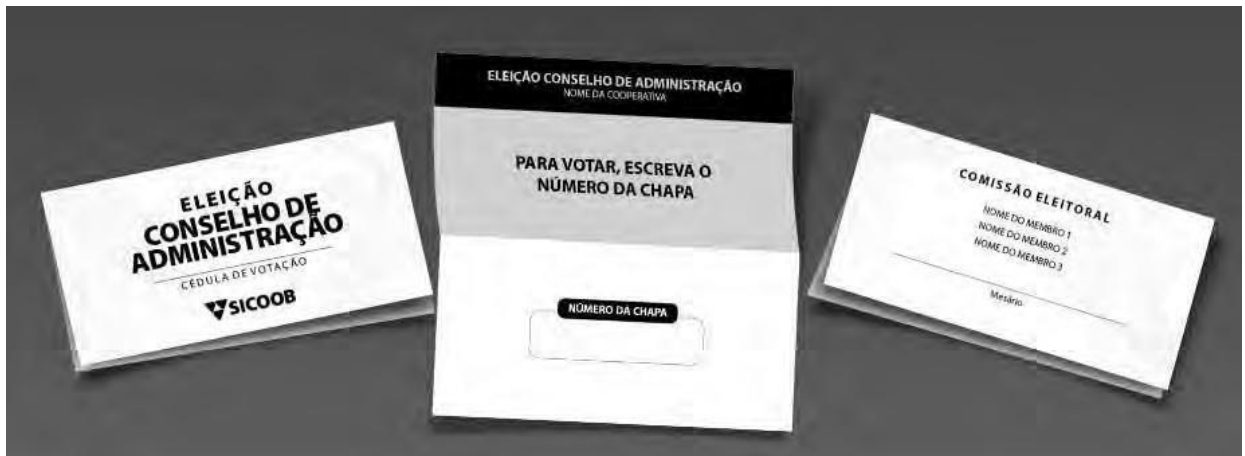 ELEIÇÃO
CONSELHO DE
ADMINISTRAÇÃO
CÉDULA DE VOTAÇÃO
SICOOB
ELEIÇÃO CONSELHO DE ADMINISTRAÇÃO
NOME DA COOPERATIVA
PARA VOTAR, ESCREVA O
NÚMERO DA CHAPA
NÚMERO DA CHAPA
COMISSÃO ELEITORAL
NOME DO MEMBRO 1
NOME DO MEMBRO 2
NOME DO MEMBRO 3
Mesário